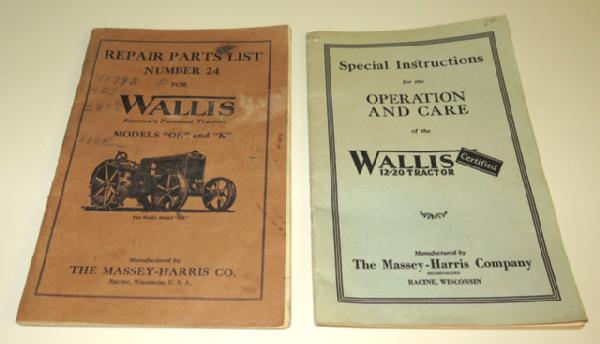 REPAIR PARTS LIST
NUMBER 24
FOR
WALLIS
America's Foremost Tractor
MODELS "OK" and "K"
The Wallis Model "OK"
Manufactured by
THE MASSEY-HARRIS CO.
Racine, Wisconsin, U. S. A.
Special Instructions
for the
OPERATION
AND CARE
of the
WALLIS Certified
12-20 TRACTOR
Manufactured by
The Massey-Harris Company
INCORPORATED
RACINE, WISCONSIN